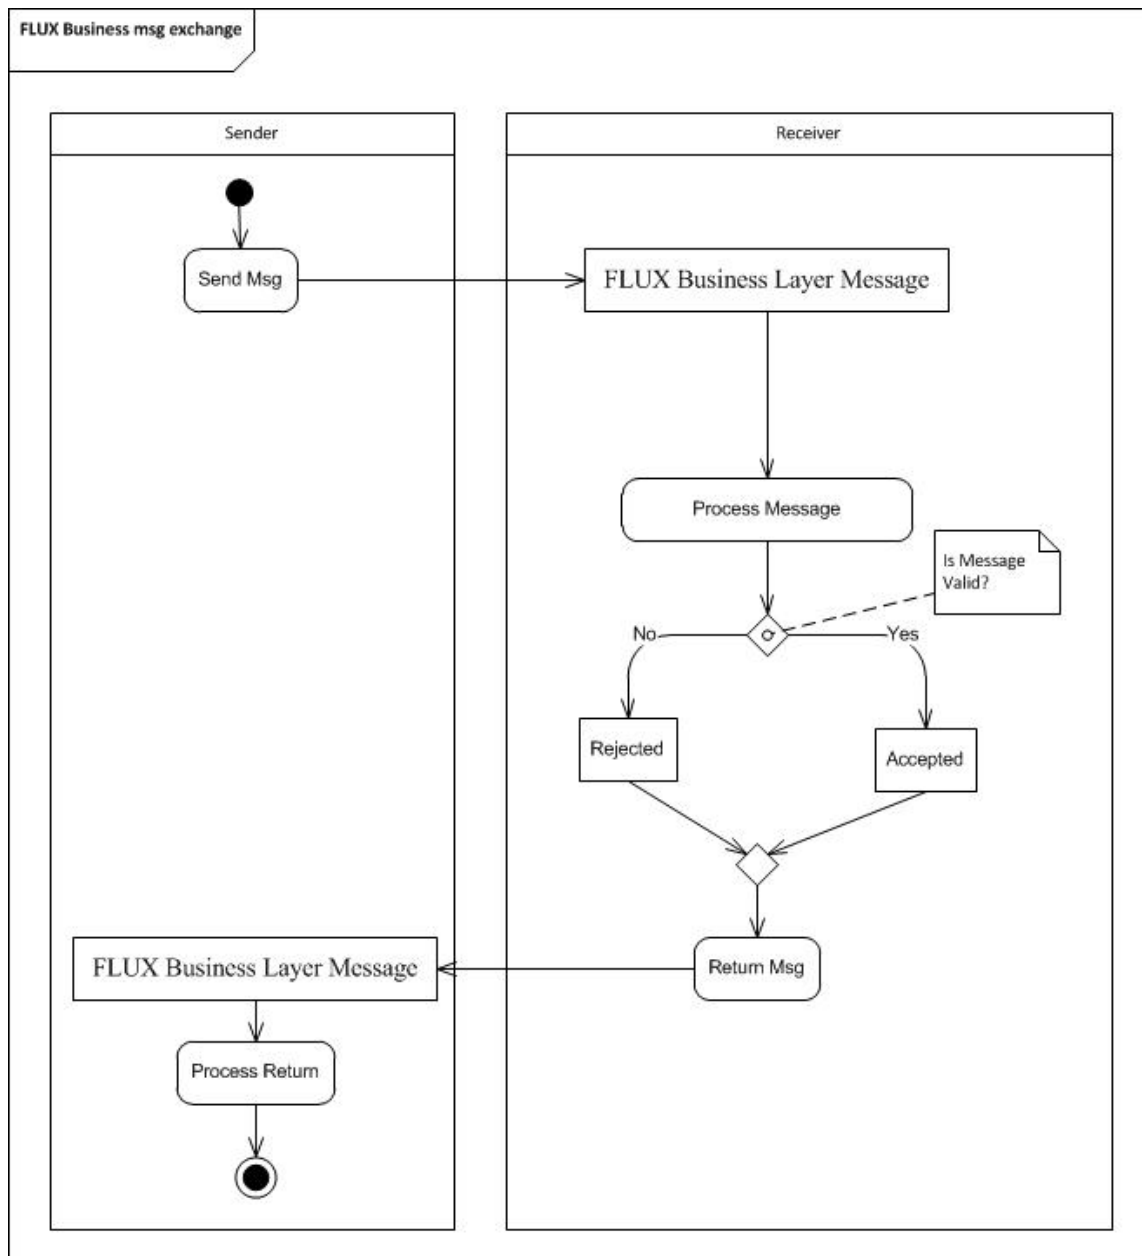 FLUX Business msg exchange
Sender
Receiver
Send Msg
FLUX Business Layer Message
Process Message
Is Message
Valid?
No
Yes
Rejected
Accepted
FLUX Business Layer Message
Return Msg
Process Return